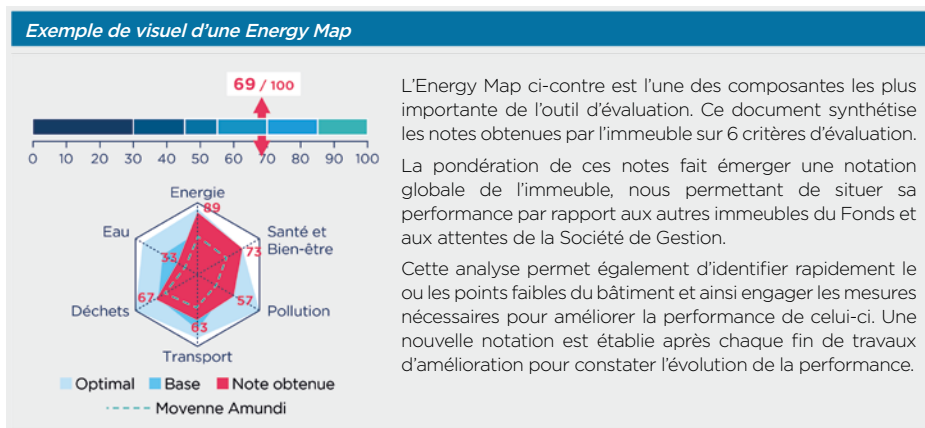 Exemple de visuel d'une Energy Map
69 / 100
0 10 20 30 40 50 60 70 80 90 100
Energie
89
Eau
Santé et
Bien-être
33
73
67
57
Déchets
Pollution
63
Transport
Optimal Base Note obtenue
Movenne Amundi
L'Energy Map ci-contre est l'une des composantes les plus
importante de l'outil d'évaluation. Ce document synthétise
les notes obtenues par l'immeuble sur 6 critères d'évaluation.
La pondération de ces notes fait émerger une notation
globale de l'immeuble, nous permettant de situer sa
performance par rapport aux autres immeubles du Fonds et
aux attentes de la Société de Gestion.
Cette analyse permet également d'identifier rapidement le
ou les points faibles du bâtiment et ainsi engager les mesures
nécessaires pour améliorer la performance de celui-ci. Une
nouvelle notation est établie après chaque fin de travaux
d'amélioration pour constater l'évolution de la performance.